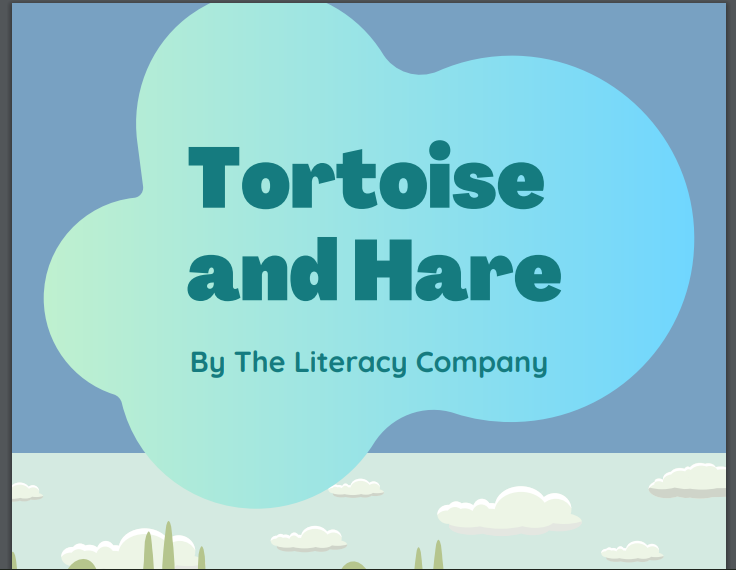 Tortoise
and Hare
By The Literacy Company